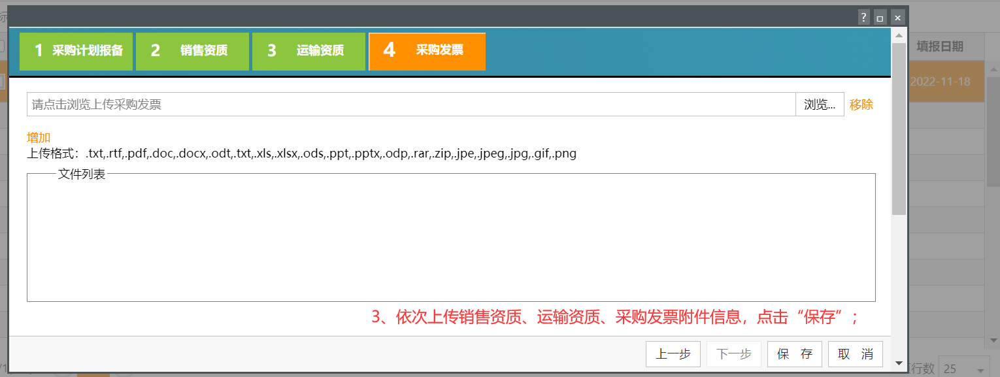 填报日期
1 采购计划报备 2 销售资质 3 运输资质 4 采购发票
2022-11-18
请点击浏览上传采购发票 浏览... 移除
增加
上传格式：.txt,.rtf,.pdf,.doc,.docx,.odt,.txt,.xls,.xlsx,.ods,.ppt,.pptx,.odp,.rar,.zip,.jpe,.jpeg,.jpg,.gif,.png
文件列表
3、依次上传销售资质、运输资质、采购发票附件信息，点击“保存”；
上一步 下一步 保 存 取 消
行数 25